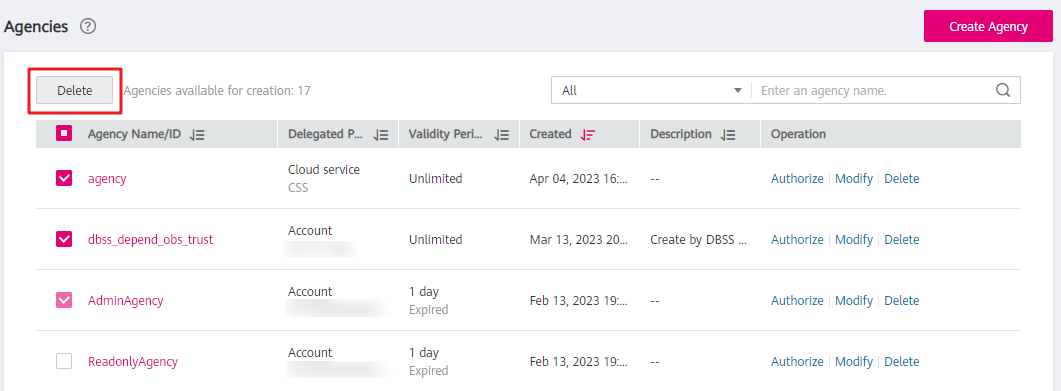 Agencies ?
Create Agency
Delete Agencies available for creation: 17
All Enter an agency name.
Agency Name/ID Delegated P... Validity Peri... Created Description Operation
agency Cloud service Unlimited Apr 04, 2023 16:... -- Authorize Modify Delete
CSS
dbss_depend_obs_trust Account Unlimited Mar 13, 2023 20... Create by DBSS ... Authorize Modify Delete
AdminAgency Account 1 day Feb 13, 2023 19:... -- Authorize Modify Delete
Expired
ReadonlyAgency Account 1 day Feb 13, 2023 19:... -- Authorize Modify Delete
Expired